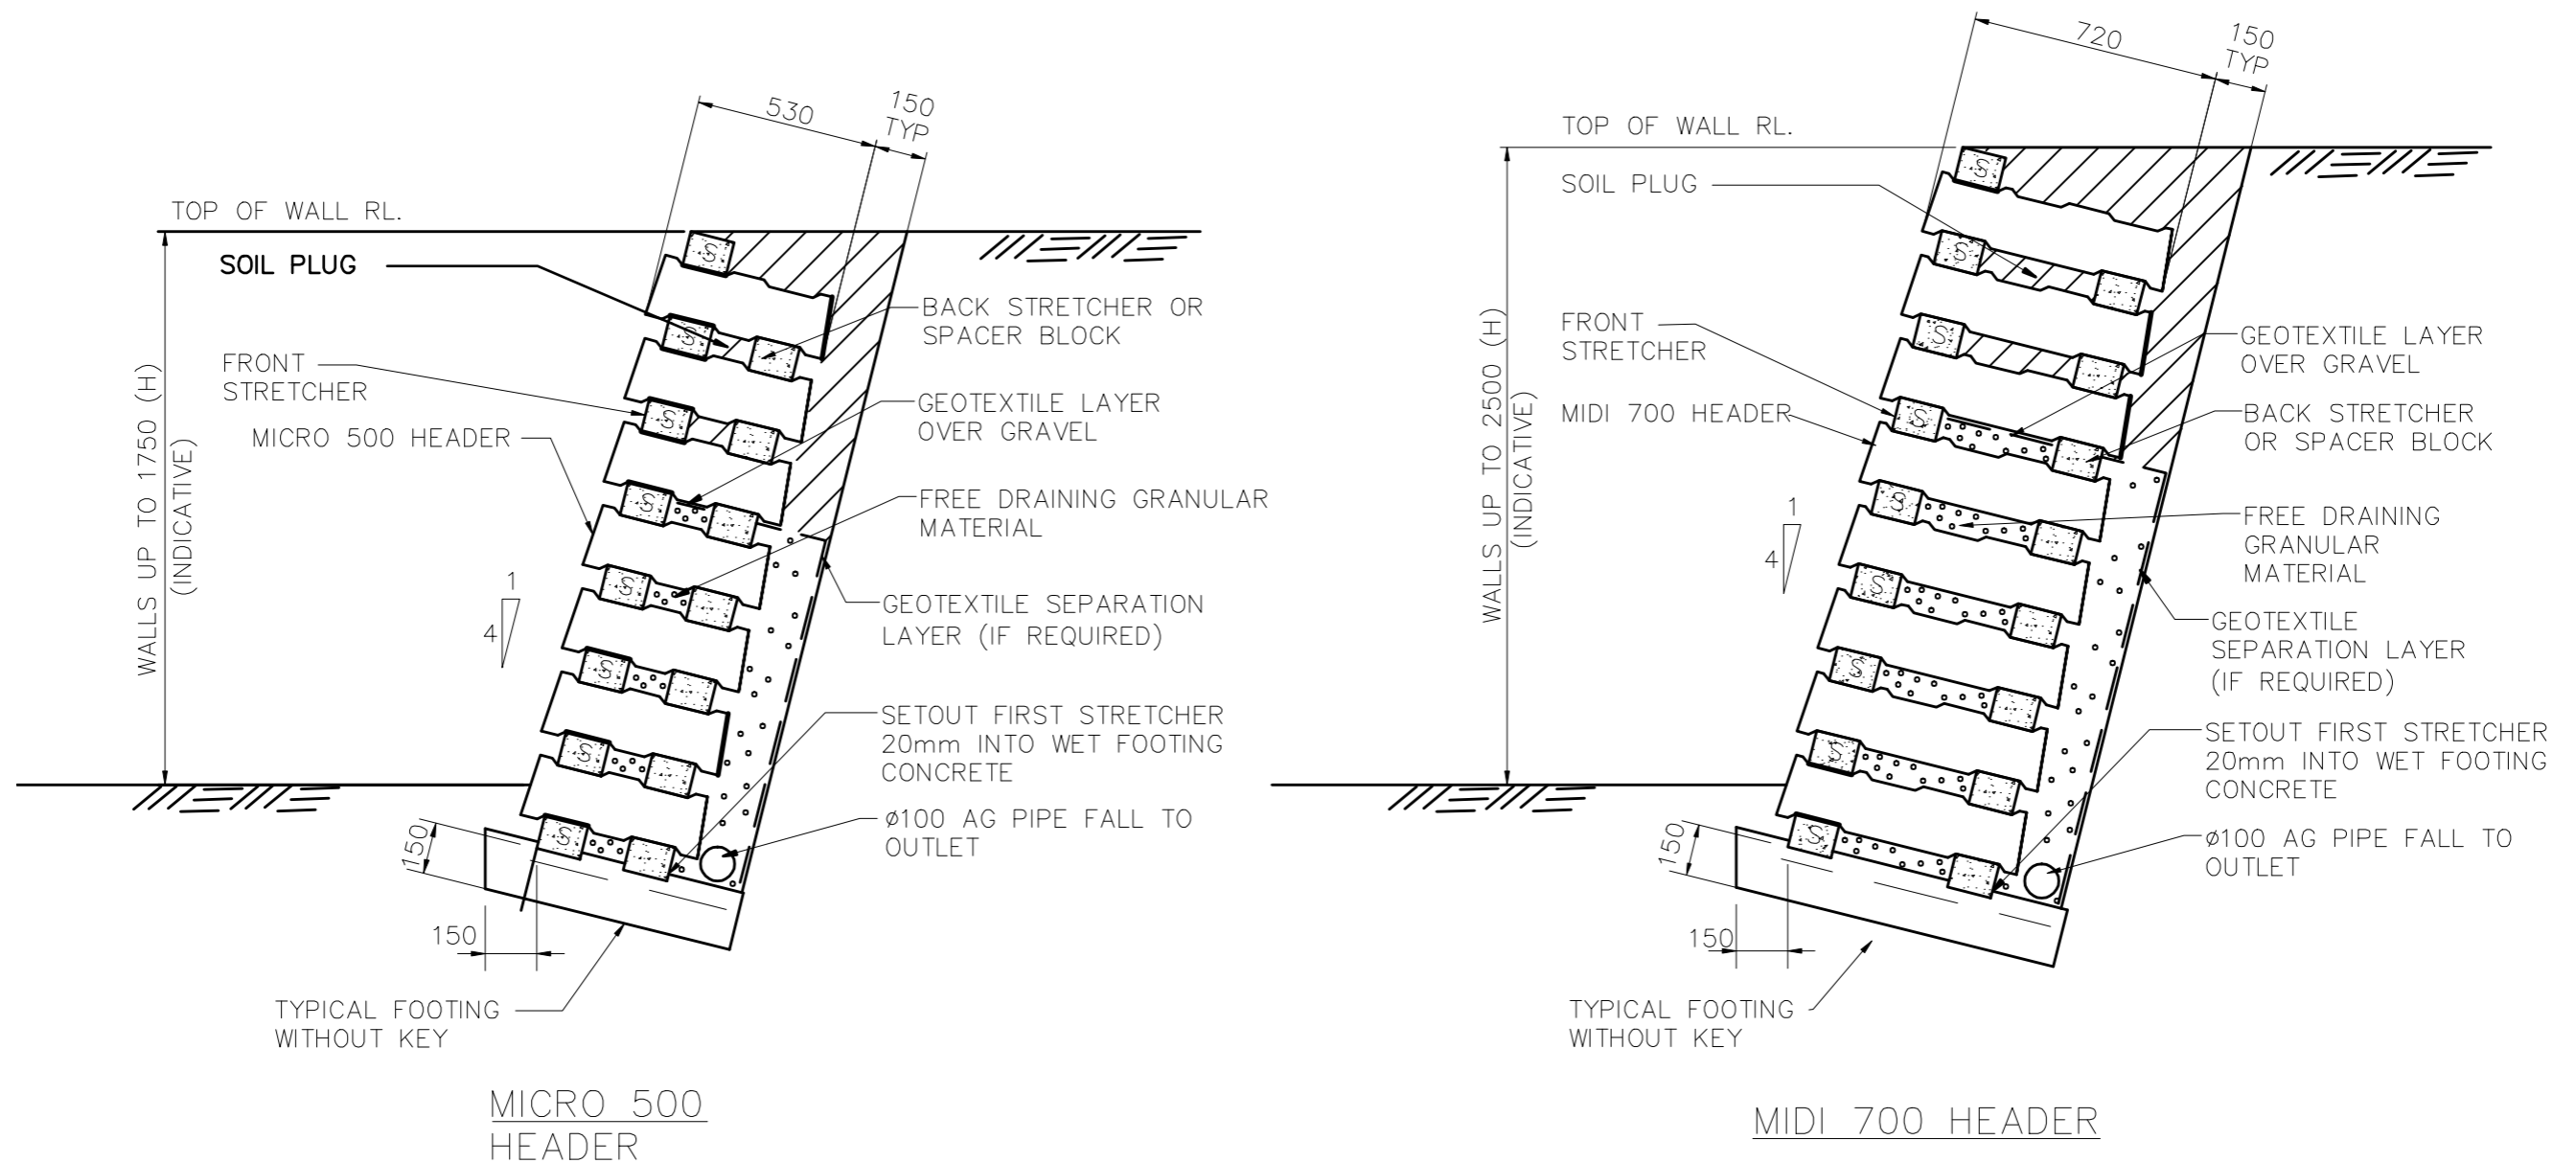 530
150
TYP
TOP OF WALL RL.
SOIL PLUG
BACK STRETCHER OR
SPACER BLOCK
FRONT
STRETCHER
GEOTEXTILE LAYER
OVER GRAVEL
MICRO 500 HEADER
WALLS UP TO 1750 (H)
(INDICATIVE)
FREE DRAINING GRANULAR
MATERIAL
1
4
GEOTEXTILE SEPARATION
LAYER (IF REQUIRED)
SETOUT FIRST STRETCHER
20mm INTO WET FOOTING
CONCRETE
ø100 AG PIPE FALL TO
OUTLET
150
150
TYPICAL FOOTING
WITHOUT KEY
S
S
S
S
S
S
S
S
MICRO 500
HEADER
720
150
TYP
TOP OF WALL RL.
SOIL PLUG
FRONT
STRETCHER
GEOTEXTILE LAYER
OVER GRAVEL
MIDI 700 HEADER
BACK STRETCHER
OR SPACER BLOCK
WALLS UP TO 2500 (H)
(INDICATIVE)
1
4
FREE DRAINING
GRANULAR
MATERIAL
GEOTEXTILE
SEPARATION LAYER
(IF REQUIRED)
SETOUT FIRST STRETCHER
20mm INTO WET FOOTING
CONCRETE
ø100 AG PIPE FALL TO
OUTLET
150
150
TYPICAL FOOTING
WITHOUT KEY
S
S
S
S
S
S
S
S
S
MIDI 700 HEADER